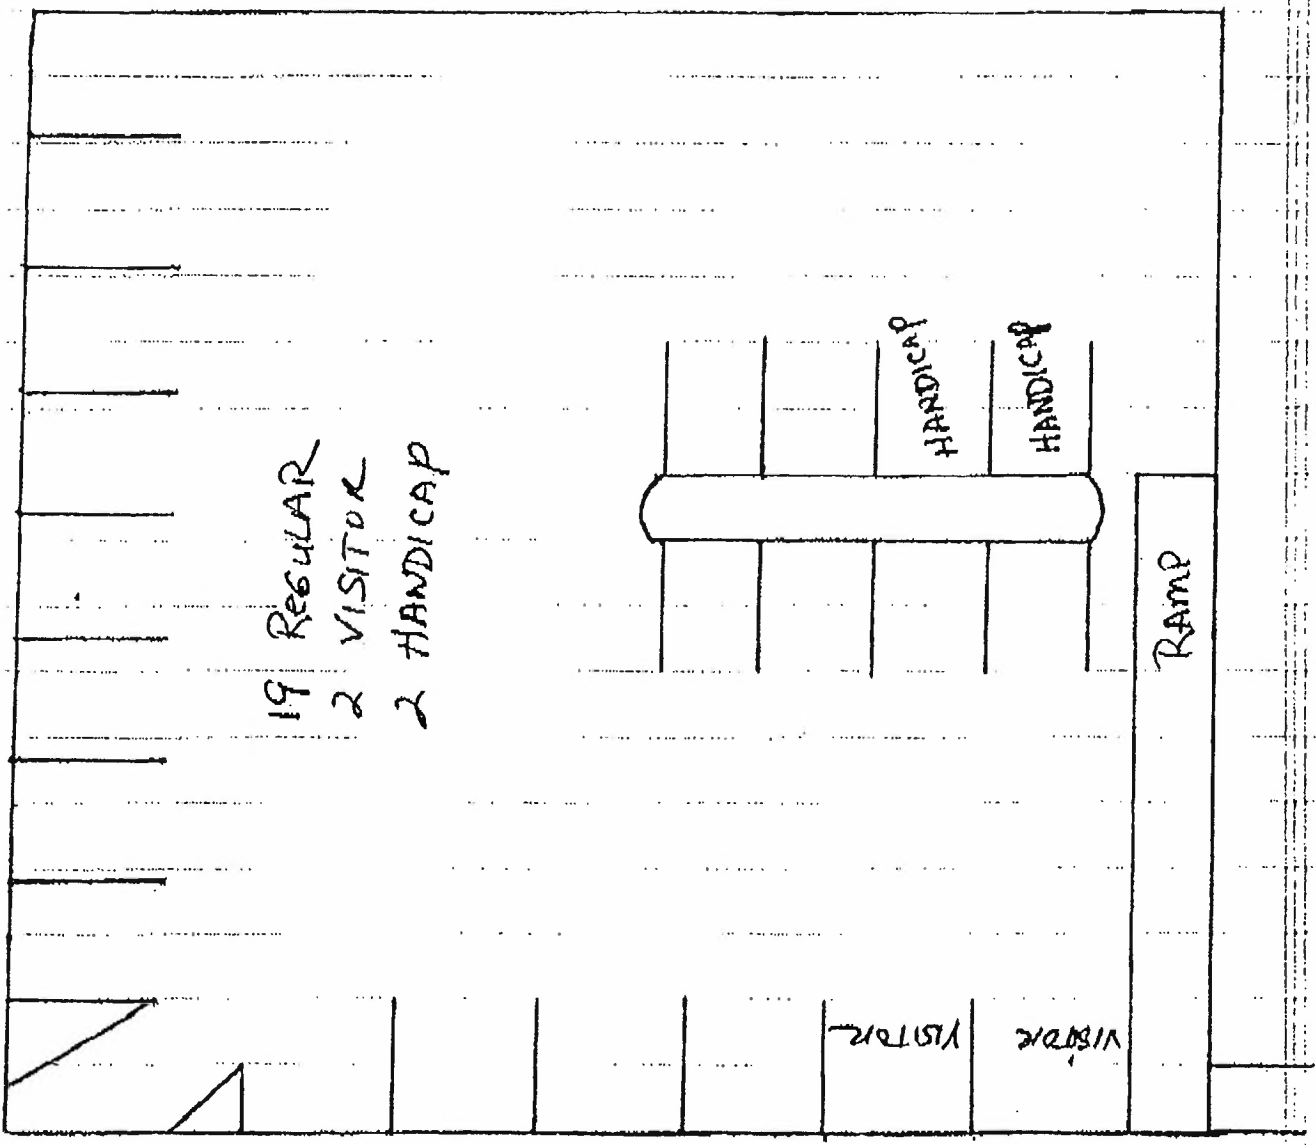 19 REGULAR
2 VISITOR
2 HANDICAP
HANDICAP
HANDICAP
RAMP
VISITOR
VISITOR